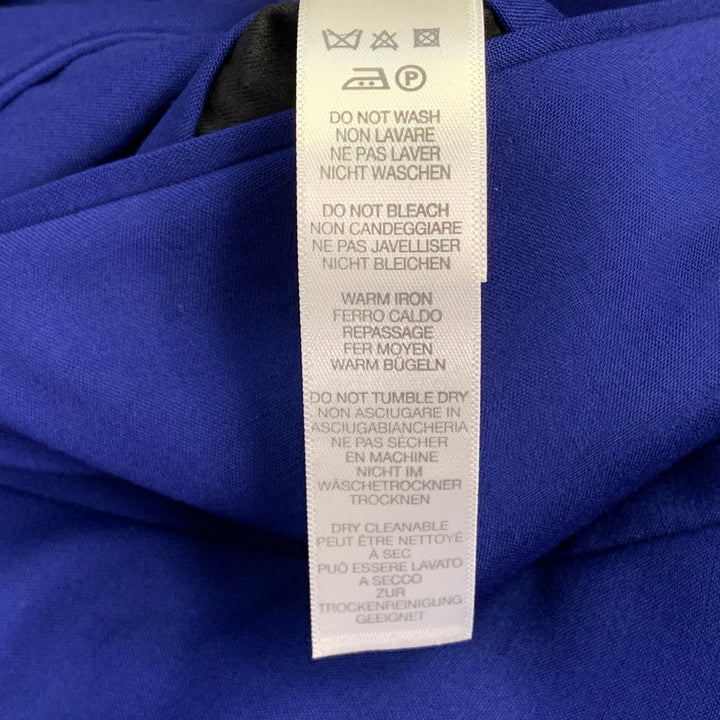 P
DO NOT WASH
NON LAVARE
NE PAS LAVER
NICHT WASCHEN
DO NOT BLEACH
NON CANDEGGIARE
NE PAS JAVELLISER
NICHT BLEICHEN
WARM IRON
FERRO CALDO
REPASSAGE
FER MOYEN
WARM BÜGELN
DO NOT TUMBLE DRY
NON ASCIUGARE IN
ASCIUGABIANCHERIA
NE PAS SÉCHER
EN MACHINE
NICHT IM
WÄSCHETROCKNER
TROCKNEN
DRY CLEANABLE
PEUT ÊTRE NETTOYÉ
À SEC
PUÒ ESSERE LAVATO
A SECCO
ZUR
TROCKENREINIGUNG
GEEIGNET